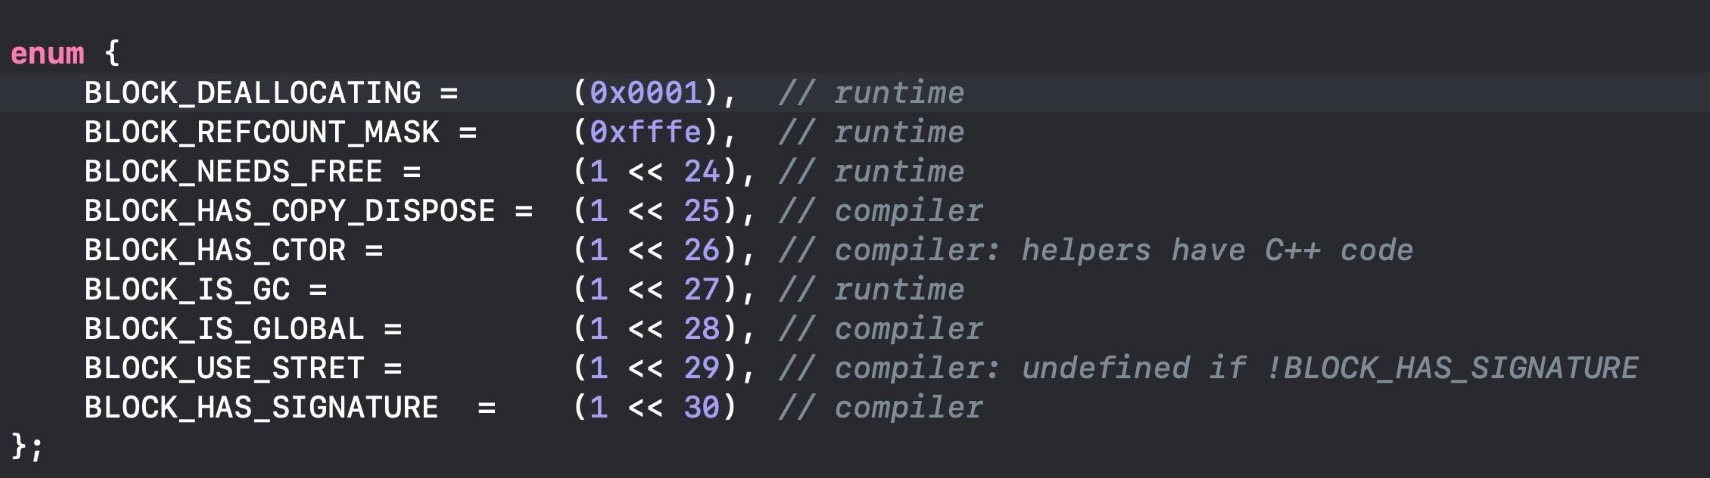 enum {
    BLOCK_DEALLOCATING =      (0x0001),  // runtime
    BLOCK_REFCOUNT_MASK =     (0xfffe),  // runtime
    BLOCK_NEEDS_FREE =        (1 << 24), // runtime
    BLOCK_HAS_COPY_DISPOSE =  (1 << 25), // compiler
    BLOCK_HAS_CTOR =          (1 << 26), // compiler: helpers have C++ code
    BLOCK_IS_GC =             (1 << 27), // runtime
    BLOCK_IS_GLOBAL =         (1 << 28), // compiler
    BLOCK_USE_STRET =         (1 << 29), // compiler: undefined if !BLOCK_HAS_SIGNATURE
    BLOCK_HAS_SIGNATURE  =    (1 << 30)  // compiler
};